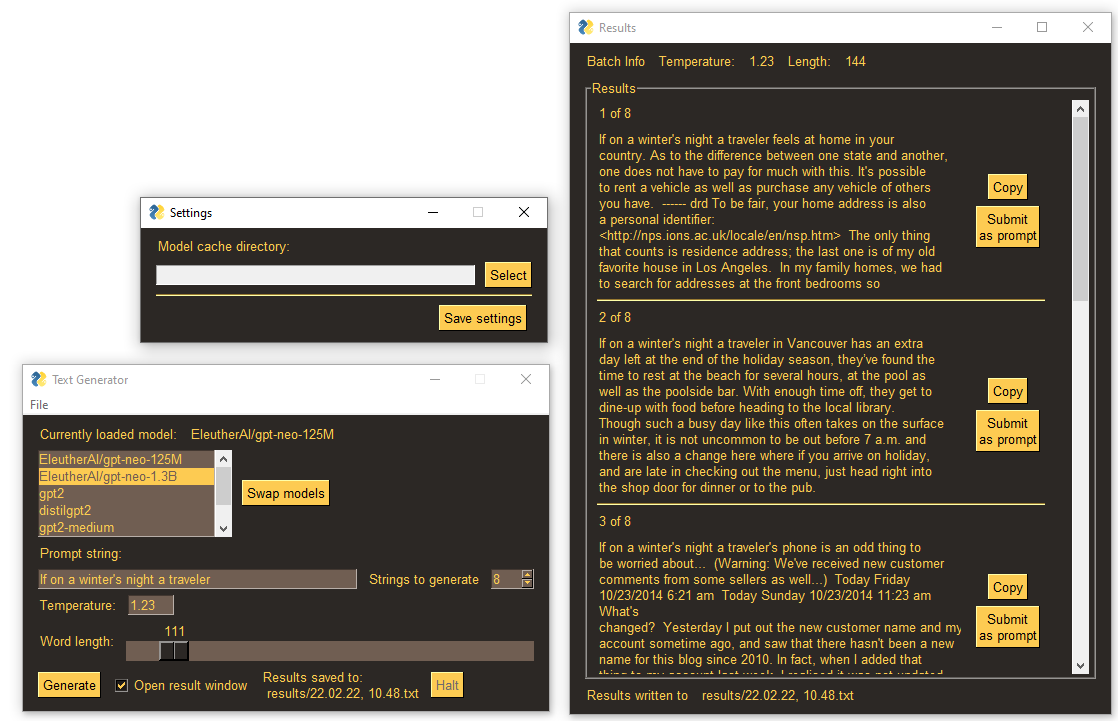 Settings
Model cache directory:
Select
Save settings
Text Generator
File
Currently loaded model: EleutherAI/gpt-neo-125M
EleutherAI/gpt-neo-125M
EleutherAI/gpt-neo-1.3B
gpt2
distilgpt2
gpt2-medium
Swap models
Prompt string:
If on a winter's night a traveler
Strings to generate 8
Temperature: 1.23
Word length: 111
Generate
Open result window
Results saved to:
results/22.02.22, 10.48.txt
Halt
Results
Batch Info Temperature: 1.23 Length: 144
Results
1 of 8
If on a winter's night a traveler feels at home in your
country. As to the difference between one state and another,
one does not have to pay for much with this. It's possible
to rent a vehicle as well as purchase any vehicle of others
you have.  ------ drd To be fair, your home address is also
a personal identifier:
<http://nps.ions.ac.uk/locale/en/nsp.htm>  The only thing
that counts is residence address; the last one is of my old
favorite house in Los Angeles.  In my family homes, we had
to search for addresses at the front bedrooms so
Copy
Submit
as prompt
2 of 8
If on a winter's night a traveler in Vancouver has an extra
day left at the end of the holiday season, they've found the
time to rest at the beach for several hours, at the pool as
well as the poolside bar. With enough time off, they get to
dine-up with food before heading to the local library.
Though such a busy day like this often takes on the surface
in winter, it is not uncommon to be out before 7 a.m. and
there is also a change here where if you arrive on holiday,
and are late in checking out the menu, just head right into
the shop door for dinner or to the pub.
Copy
Submit
as prompt
3 of 8
If on a winter's night a traveler's phone is an odd thing to
be worried about...  (Warning: We've received new customer
comments from some sellers as well...)  Today Friday
10/23/2014 6:21 am  Today Sunday 10/23/2014 11:23 am
What's
changed?  Yesterday I put out the new customer name and my
account sometime ago, and saw that there hasn't been a new
name for this blog since 2010. In fact, when I added that
thing to my account last week, I realised it was not updated
Copy
Submit
as prompt
Results written to results/22.02.22, 10.48.txt